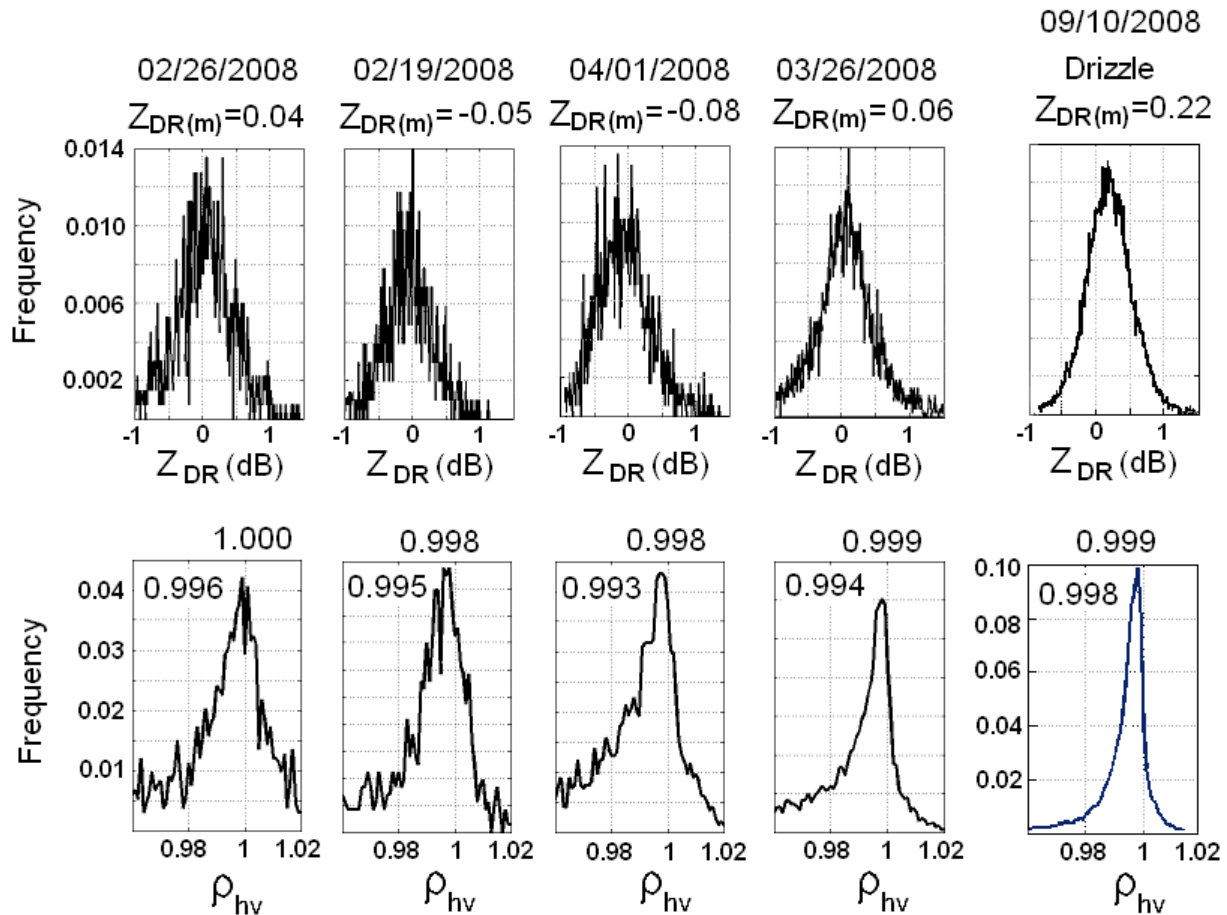 09/10/2008
02/26/2008 02/19/2008 04/01/2008 03/26/2008 Drizzle
ZDR(m)=0.04 ZDR(m)= -0.05 ZDR(m)= -0.08 ZDR(m)= 0.06 ZDR(m)=0.22
0.014
0.010
0.006
0.002
Frequency
-1 0 1 -1 0 1 -1 0 1 -1 0 1 -1 0 1
ZDR (dB) ZDR (dB) ZDR (dB) ZDR (dB) ZDR (dB)
1.000 0.998 0.998 0.999 0.999
0.996 0.995 0.993 0.994 0.998
0.04
0.03
0.02
0.01
Frequency
0.10
0.08
0.06
0.04
0.02
0.98 1 1.02 0.98 1 1.02 0.98 1 1.02 0.98 1 1.02 0.98 1 1.02
ρhv ρhv ρhv ρhv ρhv